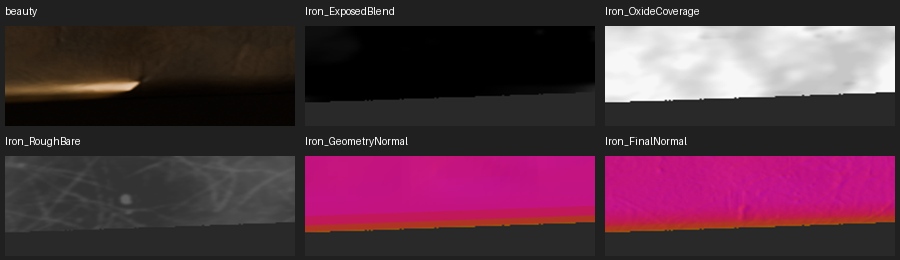 beauty
Iron_ExposedBlend
Iron_OxideCoverage
Iron_RoughBare
Iron_GeometryNormal
Iron_FinalNormal